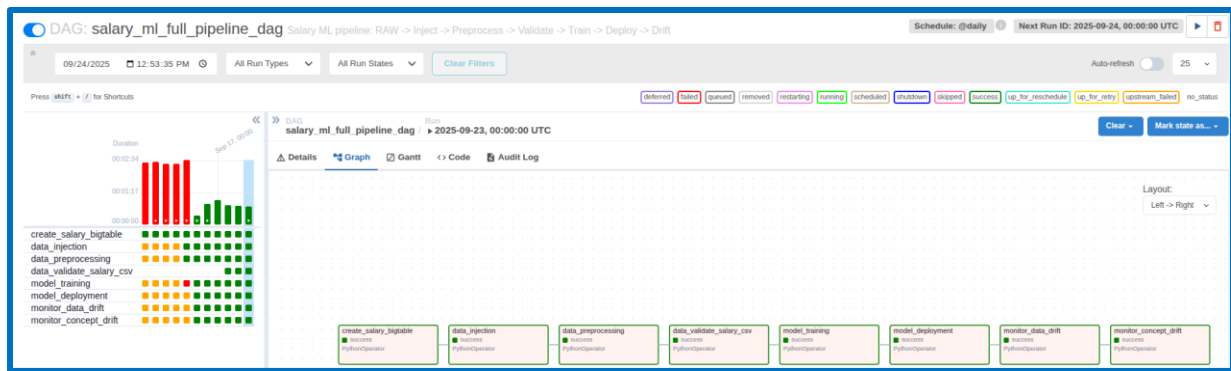 DAG: salary_ml_full_pipeline_dag Salary ML pipeline: RAW -> Inject -> Preprocess -> Validate -> Train -> Deploy -> Drift
Schedule: @daily
Next Run ID: 2025-09-24, 00:00:00 UTC
09/24/2025 12:53:35 PM
All Run Types
All Run States
Clear Filters
Auto-refresh
25
Press shift + / for Shortcuts
deferred failed queued removed restarting running scheduled shutdown skipped success up_for_reschedule up_for_retry upstream_failed no_status
DAG
salary_ml_full_pipeline_dag /
Run
2025-09-23, 00:00:00 UTC
Clear
Mark state as...
Details Graph Gantt Code Audit Log
Layout:
Left -> Right
Sep 17, 00:00
Duration
00:02:34
00:01:17
00:00:00
create_salary_bigtable
data_injection
data_preprocessing
data_validate_salary_csv
model_training
model_deployment
monitor_data_drift
monitor_concept_drift
create_salary_bigtable
success
PythonOperator
data_injection
success
PythonOperator
data_preprocessing
success
PythonOperator
data_validate_salary_csv
success
PythonOperator
model_training
success
PythonOperator
model_deployment
success
PythonOperator
monitor_data_drift
success
PythonOperator
monitor_concept_drift
success
PythonOperator